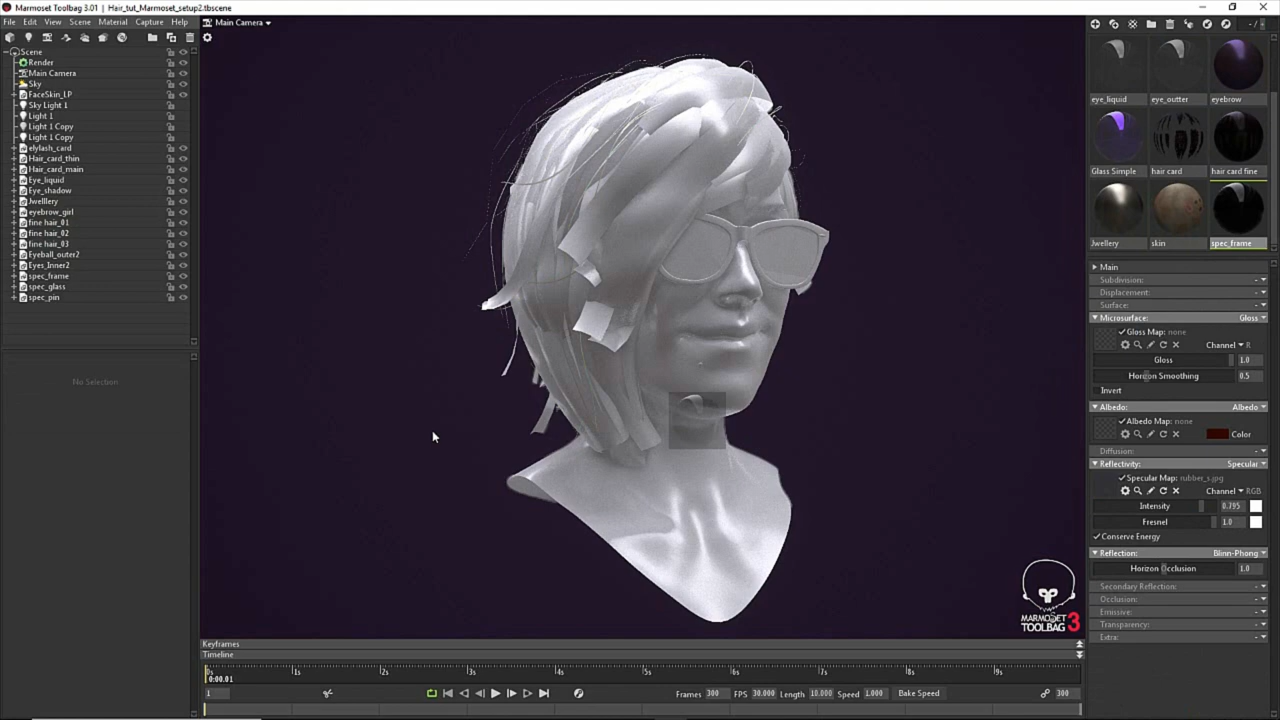 Marmoset Toolbag 3.01 | Hair_tut_Marmoset_setup2.tbscene
File Edit View Scene Material Capture Help
Main Camera
Scene
Render
Main Camera
Sky
FaceSkin_LP
Sky Light 1
Light 1
Light 1 Copy
Light 1 Copy
elylash_card
Hair_card_thin
Hair_card_main
Eye_liquid
Eye_shadow
Jwelllery
eyebrow_girl
fine hair_01
fine hair_02
fine hair_03
Eyeball_outer2
Eyes_Inner2
spec_frame
spec_glass
spec_pin
No Selection
eye_liquid eye_outter eyebrow
Glass Simple hair card hair card fine
Jwellery skin spec_frame
Main
Subdivision:
Displacement:
Surface:
Microsurface: Gloss
Gloss Map: none
Channel R
Gloss 1.0
Horizon Smoothing 0.5
Invert
Albedo: Albedo
Albedo Map: none
Color
Diffusion:
Reflectivity: Specular
Specular Map: rubber_s.jpg
Channel RGB
Intensity 0.795
Fresnel 1.0
Conserve Energy
Reflection: Blinn-Phong
Horizon Occlusion 1.0
Secondary Reflection:
Occlusion:
Emissive:
Transparency:
Extra:
MARMOSET
TOOLBAG 3
Keyframes
Timeline
1s 2s 3s 4s 5s 6s 7s 8s 9s
0:00.01
1 Frames 300 FPS 30.000 Length 10.000 Speed 1.000 Bake Speed 300